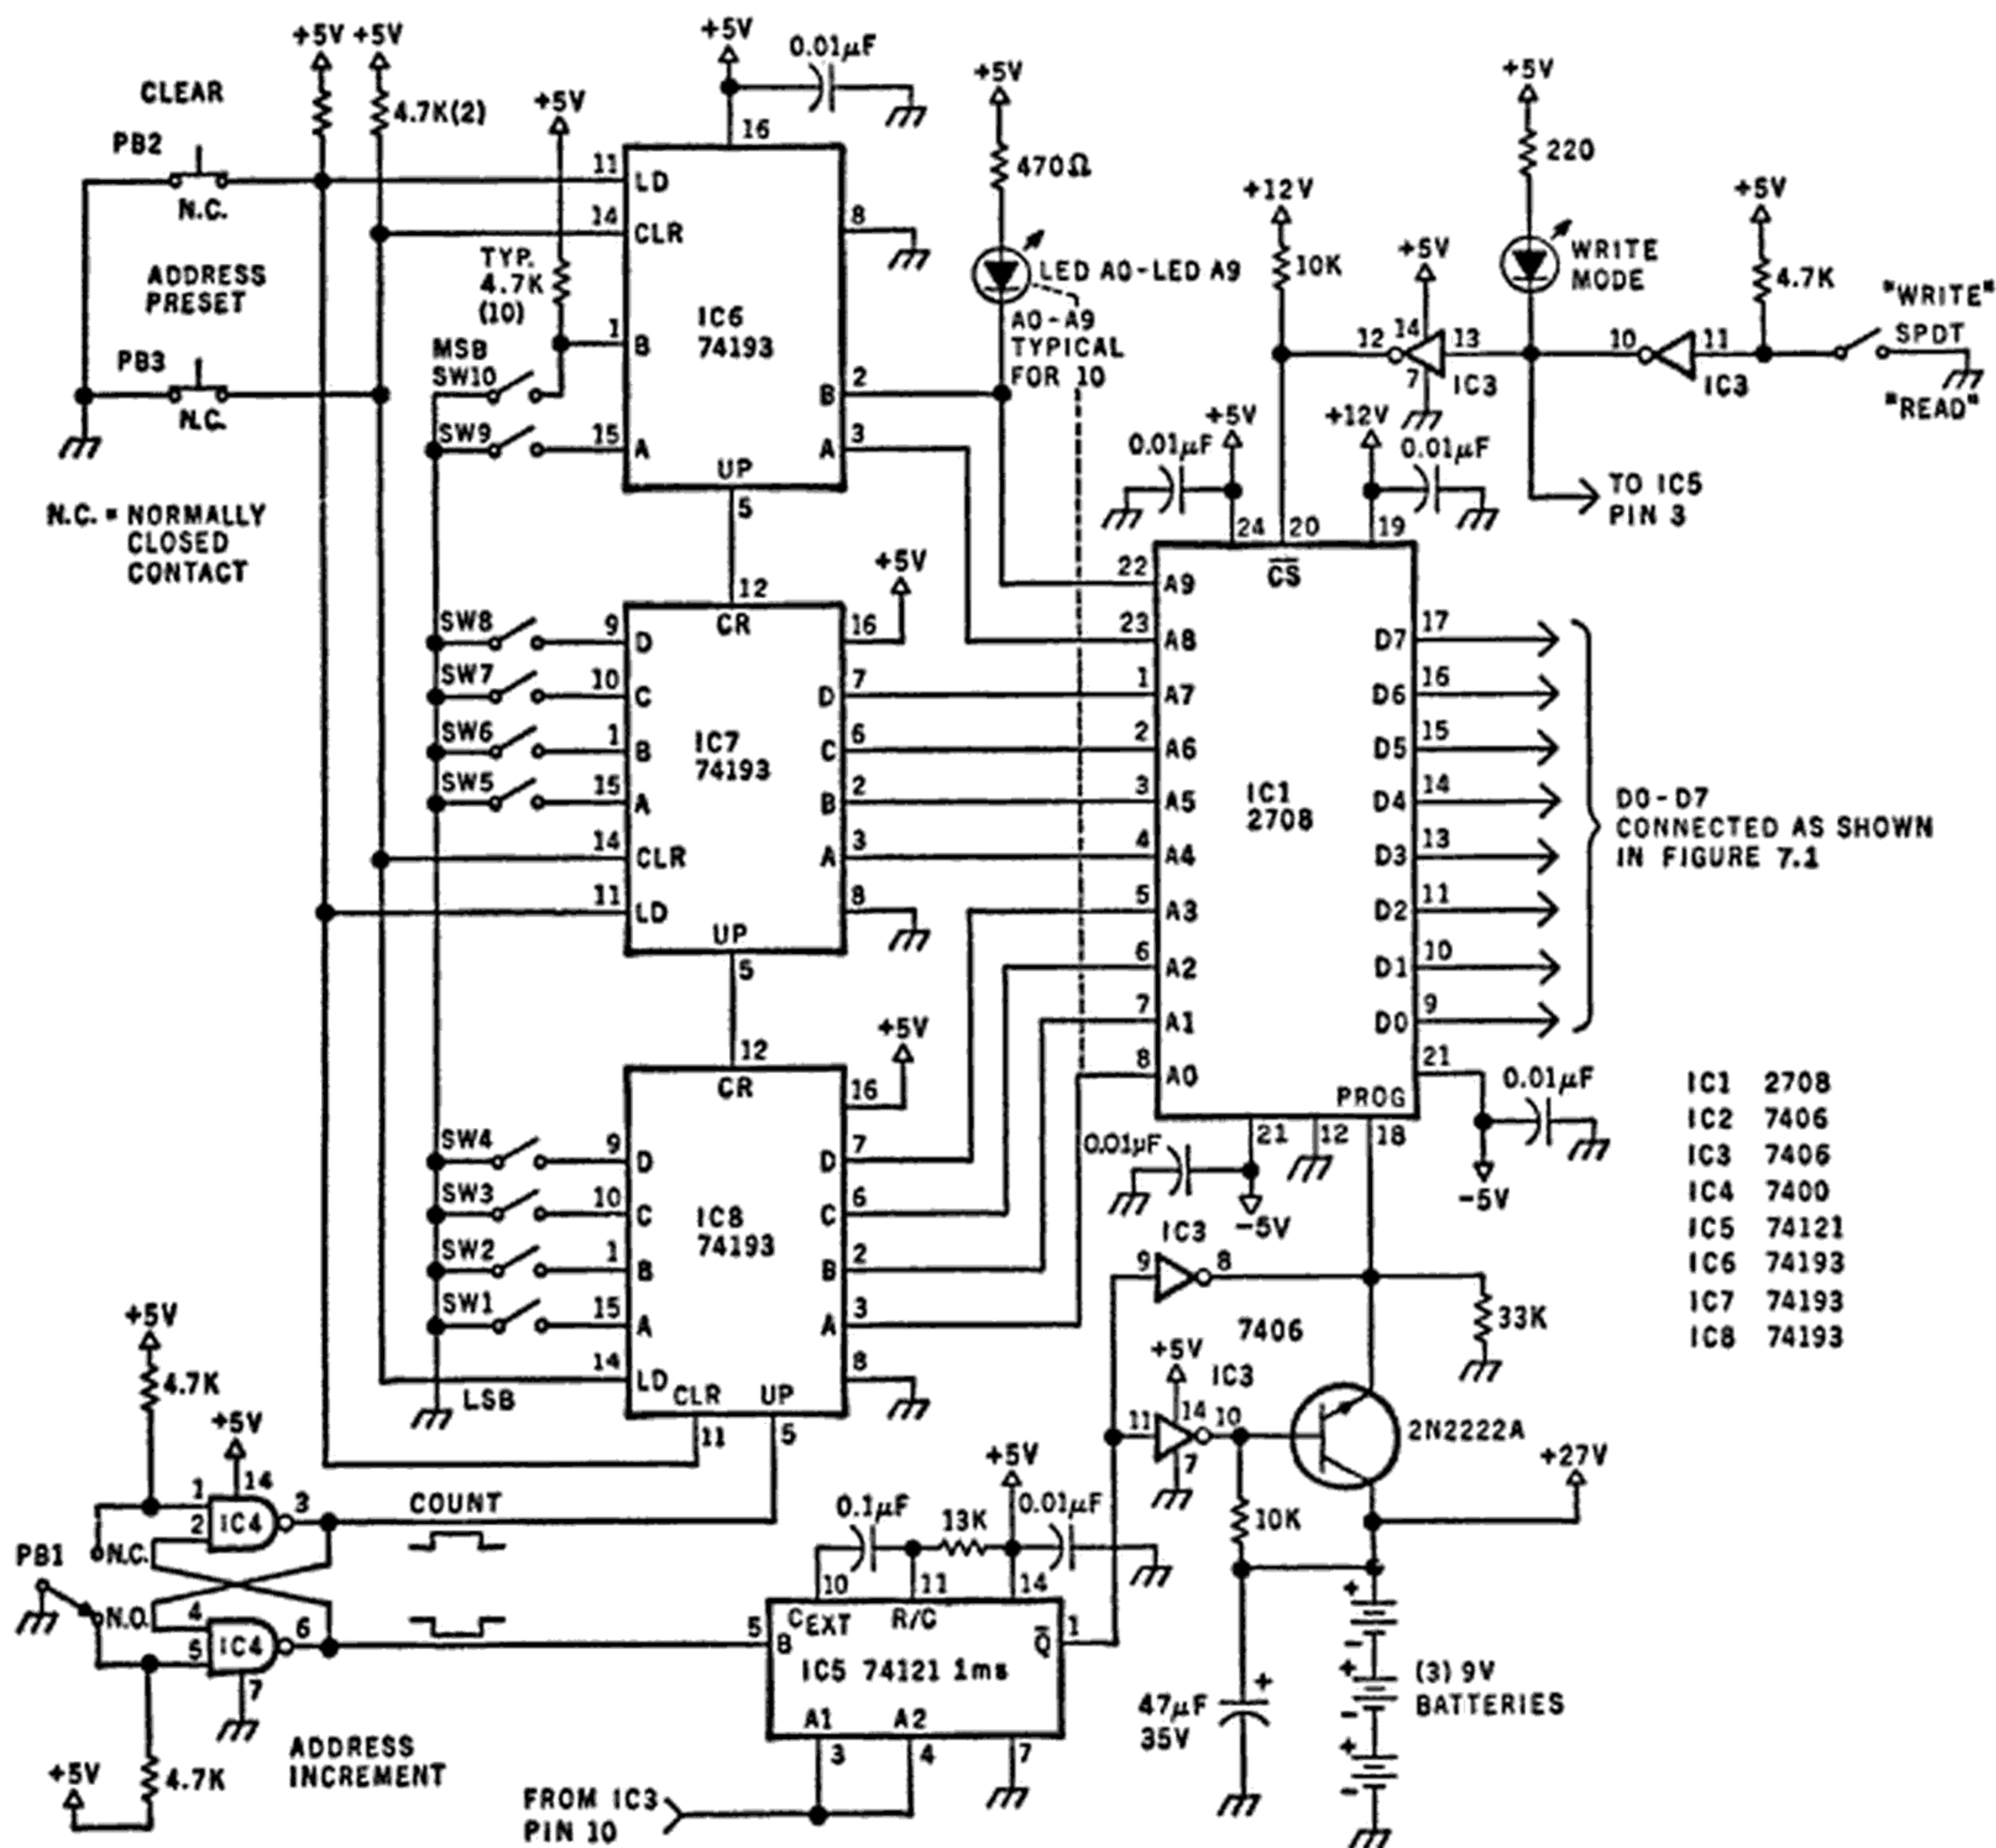 +5V +5V
CLEAR
PB2
N.C.
4.7K(2)
ADDRESS
PRESET
PB3
N.C.
N.C. = NORMALLY
CLOSED
CONTACT
+5V
TYP.
4.7K
(10)
MSB
SW10
SW9
+5V
0.01µF
16
11 LD
14 CLR
1 B
15 A
IC6
74193
8
B 2
A 3
UP
5
+5V
470Ω
LED A0-LED A9
A0-A9
TYPICAL
FOR 10
12
CR
SW8 9 D
SW7 10 C
SW6 1 B
SW5 15 A
14 CLR
11 LD
IC7
74193
+5V
16
D 7
C 6
B 2
A 3
8
UP
5
12
CR
SW4 9 D
SW3 10 C
SW2 1 B
SW1 15 A
14 LD
LSB
CLR
11
UP
5
IC8
74193
+5V
16
D 7
C 6
B 2
A 3
8
+12V
10K
+5V
12 14 13
7 IC3
+5V
220
WRITE
MODE
10 11
IC3
+5V
4.7K
"WRITE"
SPDT
"READ"
TO IC5
PIN 3
+5V
0.01µF
+12V
0.01µF
24 20 19
CS
22 A9
23 A8
1 A7
2 A6
3 A5
4 A4
5 A3
6 A2
7 A1
8 A0
IC1
2708
D7 17
D6 16
D5 15
D4 14
D3 13
D2 11
D1 10
D0 9
21
PROG
D0-D7
CONNECTED AS SHOWN
IN FIGURE 7.1
0.01µF
-5V
0.01µF
21 12 18
-5V
IC1 2708
IC2 7406
IC3 7406
IC4 7400
IC5 74121
IC6 74193
IC7 74193
IC8 74193
IC3
9 8
7406
33K
+5V
IC3
11 14 10
7
10K
2N2222A
+27V
47µF
35V
+
+
-
+
-
+
-
(3) 9V
BATTERIES
+5V
4.7K
+5V
14
1
2
IC4
3
COUNT
PB1
N.C.
N.O.
4
5
IC4
6
7
+5V
4.7K
ADDRESS
INCREMENT
0.1µF
13K
+5V
0.01µF
10 11 14
CEXT R/C
5 B
Q 1
IC5 74121 1ms
A1 A2
3 4 7
FROM IC3
PIN 10